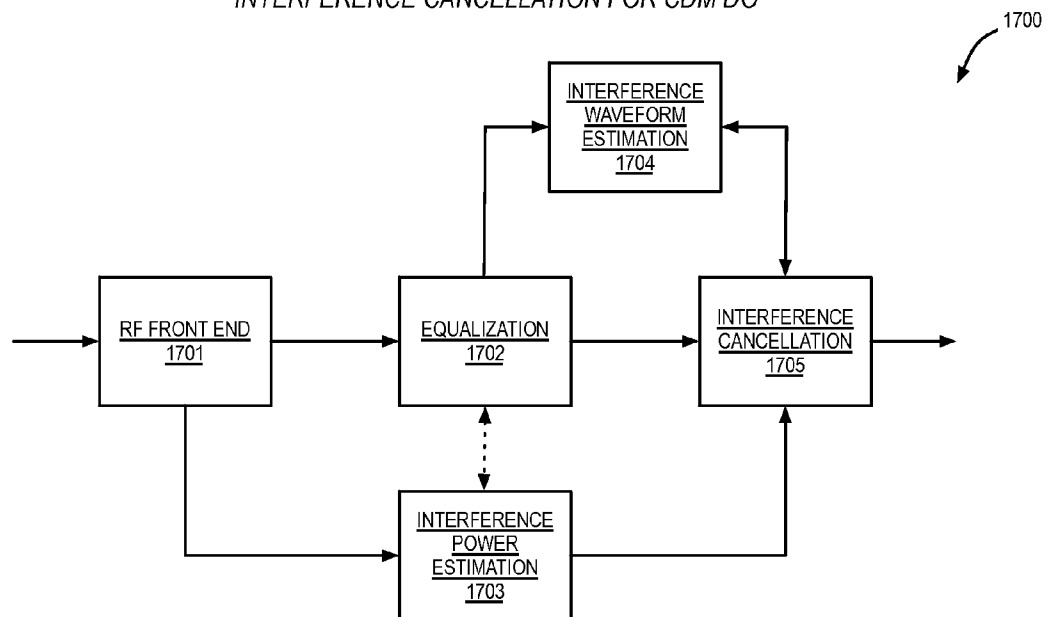 INTERFERENCE CANCELLATION FOR CDM DO
1700
INTERFERENCE
WAVEFORM
ESTIMATION
1704
RF FRONT END
1701
EQUALIZATION
1702
INTERFERENCE
CANCELLATION
1705
INTERFERENCE
POWER
ESTIMATION
1703